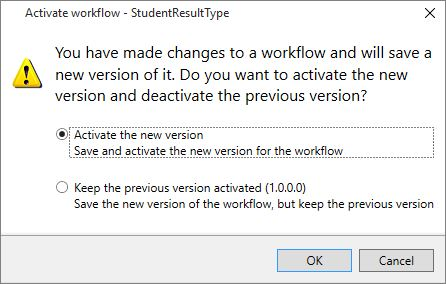 Activate workflow - StudentResultType
You have made changes to a workflow and will save a
new version of it. Do you want to activate the new
version and deactivate the previous version?
Activate the new version
Save and activate the new version for the workflow
Keep the previous version activated (1.0.0.0)
Save the new version of the workflow, but keep the previous version
OK
Cancel